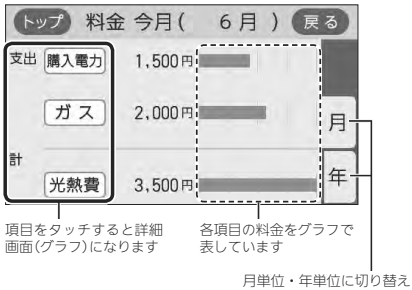 トップ 料金 今月( 6月 ) 戻る
支出 購入電力 1,500円
ガス 2,000円
月
計
光熱費 3,500円
年
項目をタッチすると詳細
画面(グラフ)になります
各項目の料金をグラフで
表しています
月単位・年単位に切り替え